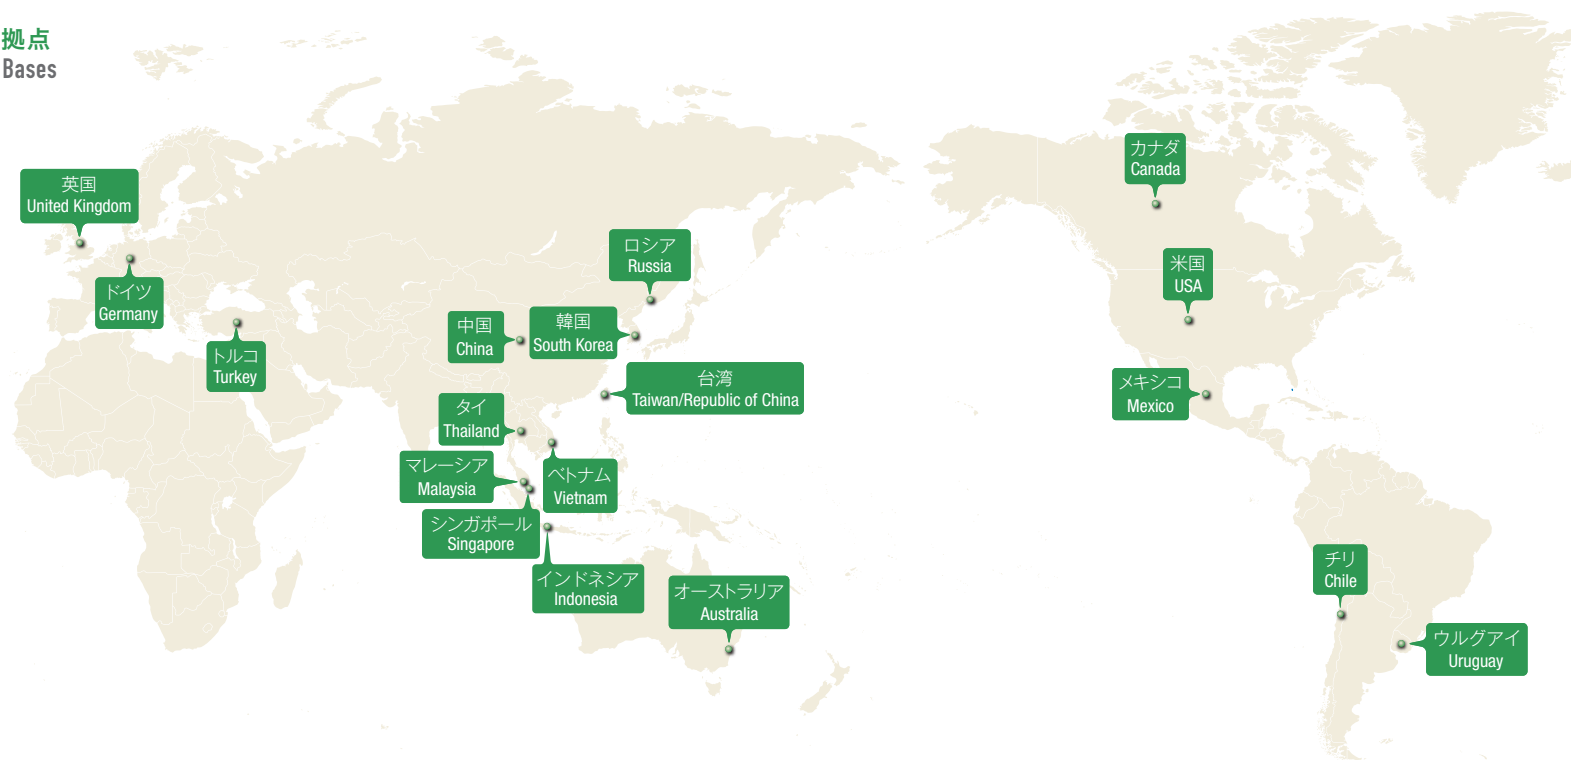 拠点
Bases
英国
United Kingdom
ドイツ
Germany
トルコ
Turkey
ロシア
Russia
中国
China
韓国
South Korea
台湾
Taiwan/Republic of China
タイ
Thailand
マレーシア
Malaysia
ベトナム
Vietnam
シンガポール
Singapore
インドネシア
Indonesia
オーストラリア
Australia
カナダ
Canada
米国
USA
メキシコ
Mexico
チリ
Chile
ウルグアイ
Uruguay